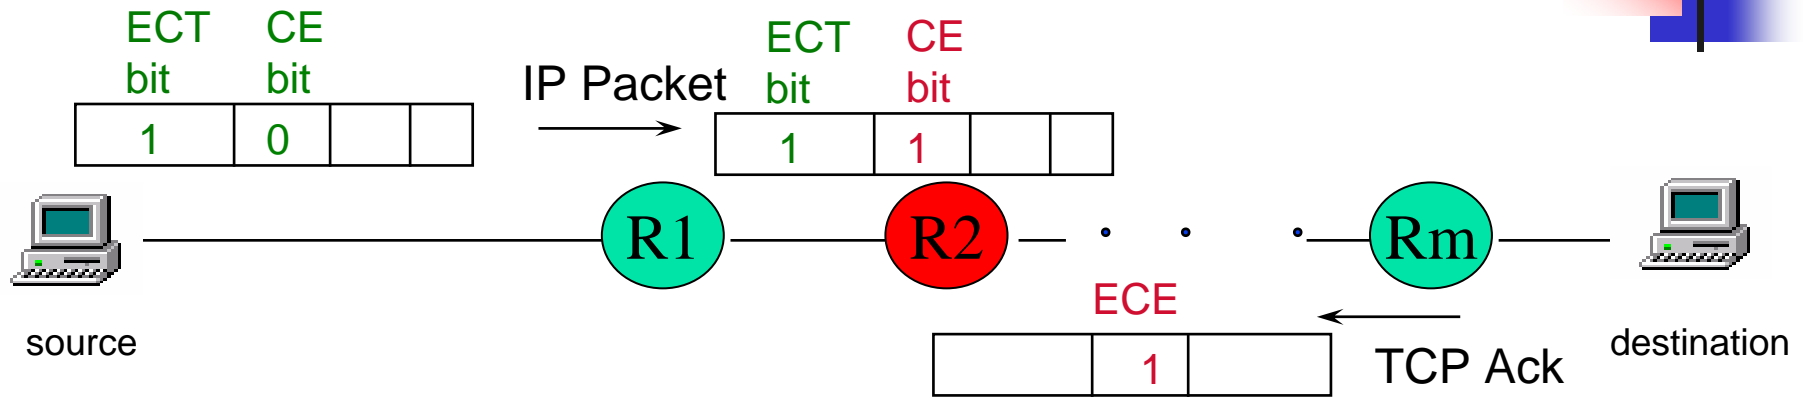 ECT CE
bit bit
1 0
IP Packet
ECT CE
bit bit
1 1
R1 R2 Rm
source
destination
ECE
1
TCP Ack